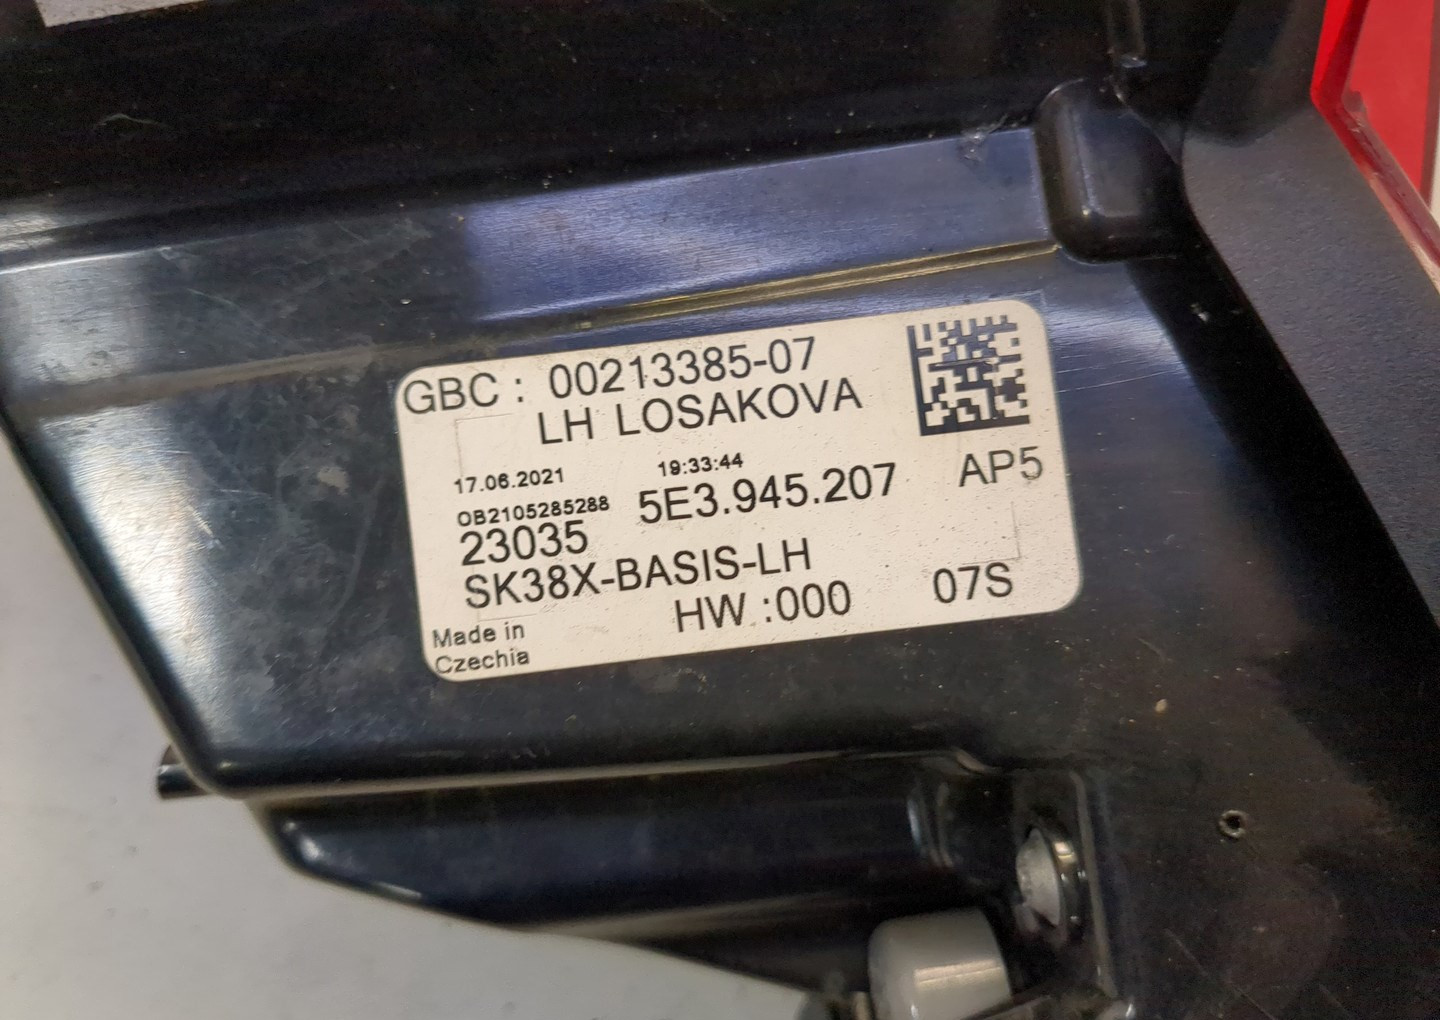 GBC : 00213385-07
LH LOSAKOVA
17.06.2021 19:33:44
OB2105285288 5E3.945.207 AP5
23035
SK38X-BASIS-LH
HW :000 07S
Made in
Czechia